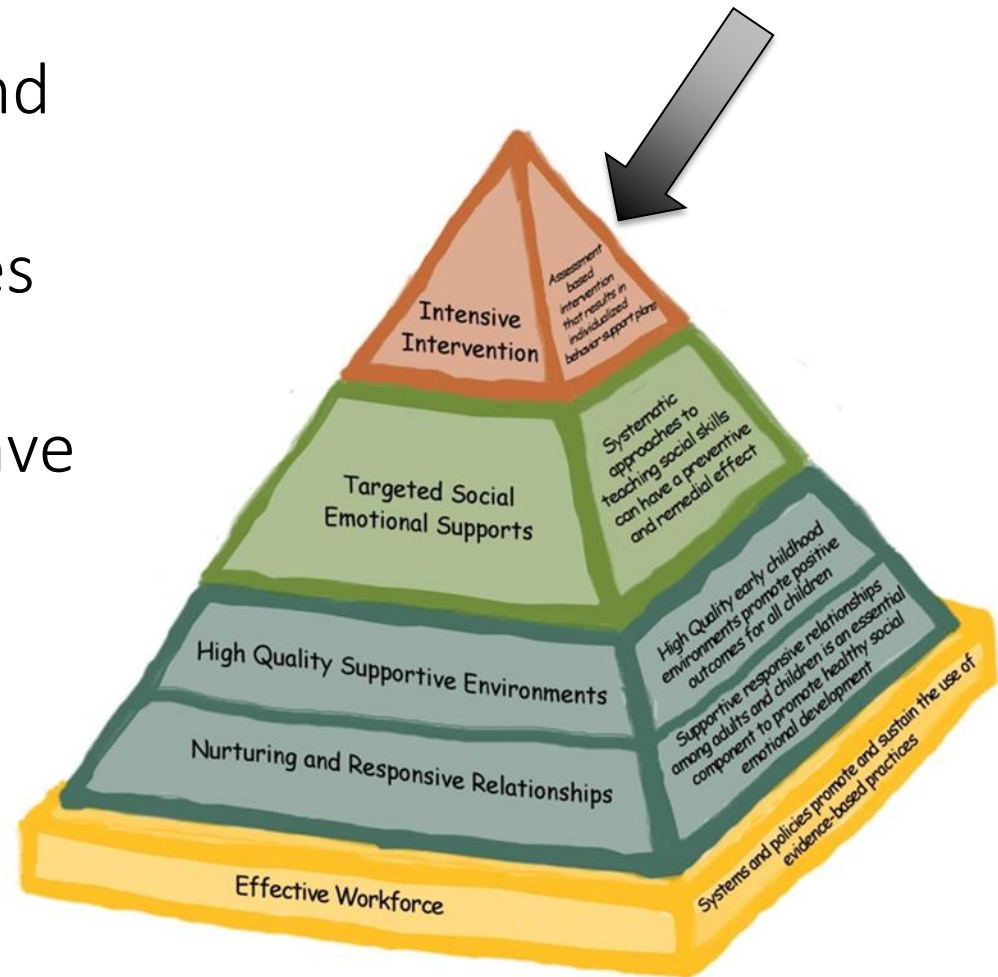 nd
es
ave
Intensive
Intervention
Assessment
based
intervention
that results in
individualized
behavior support plans
Targeted Social
Emotional Supports
Systematic
approaches to
teaching social skills
can have a preventive
and remedial effect
High Quality Supportive Environments
High Quality early childhood
environments promote positive
outcomes for all children
Nurturing and Responsive Relationships
Supportive responsive relationships
among adults and children is an essential
component to promote healthy social
emotional development
Effective Workforce
Systems and policies promote and sustain the use of
evidence-based practices